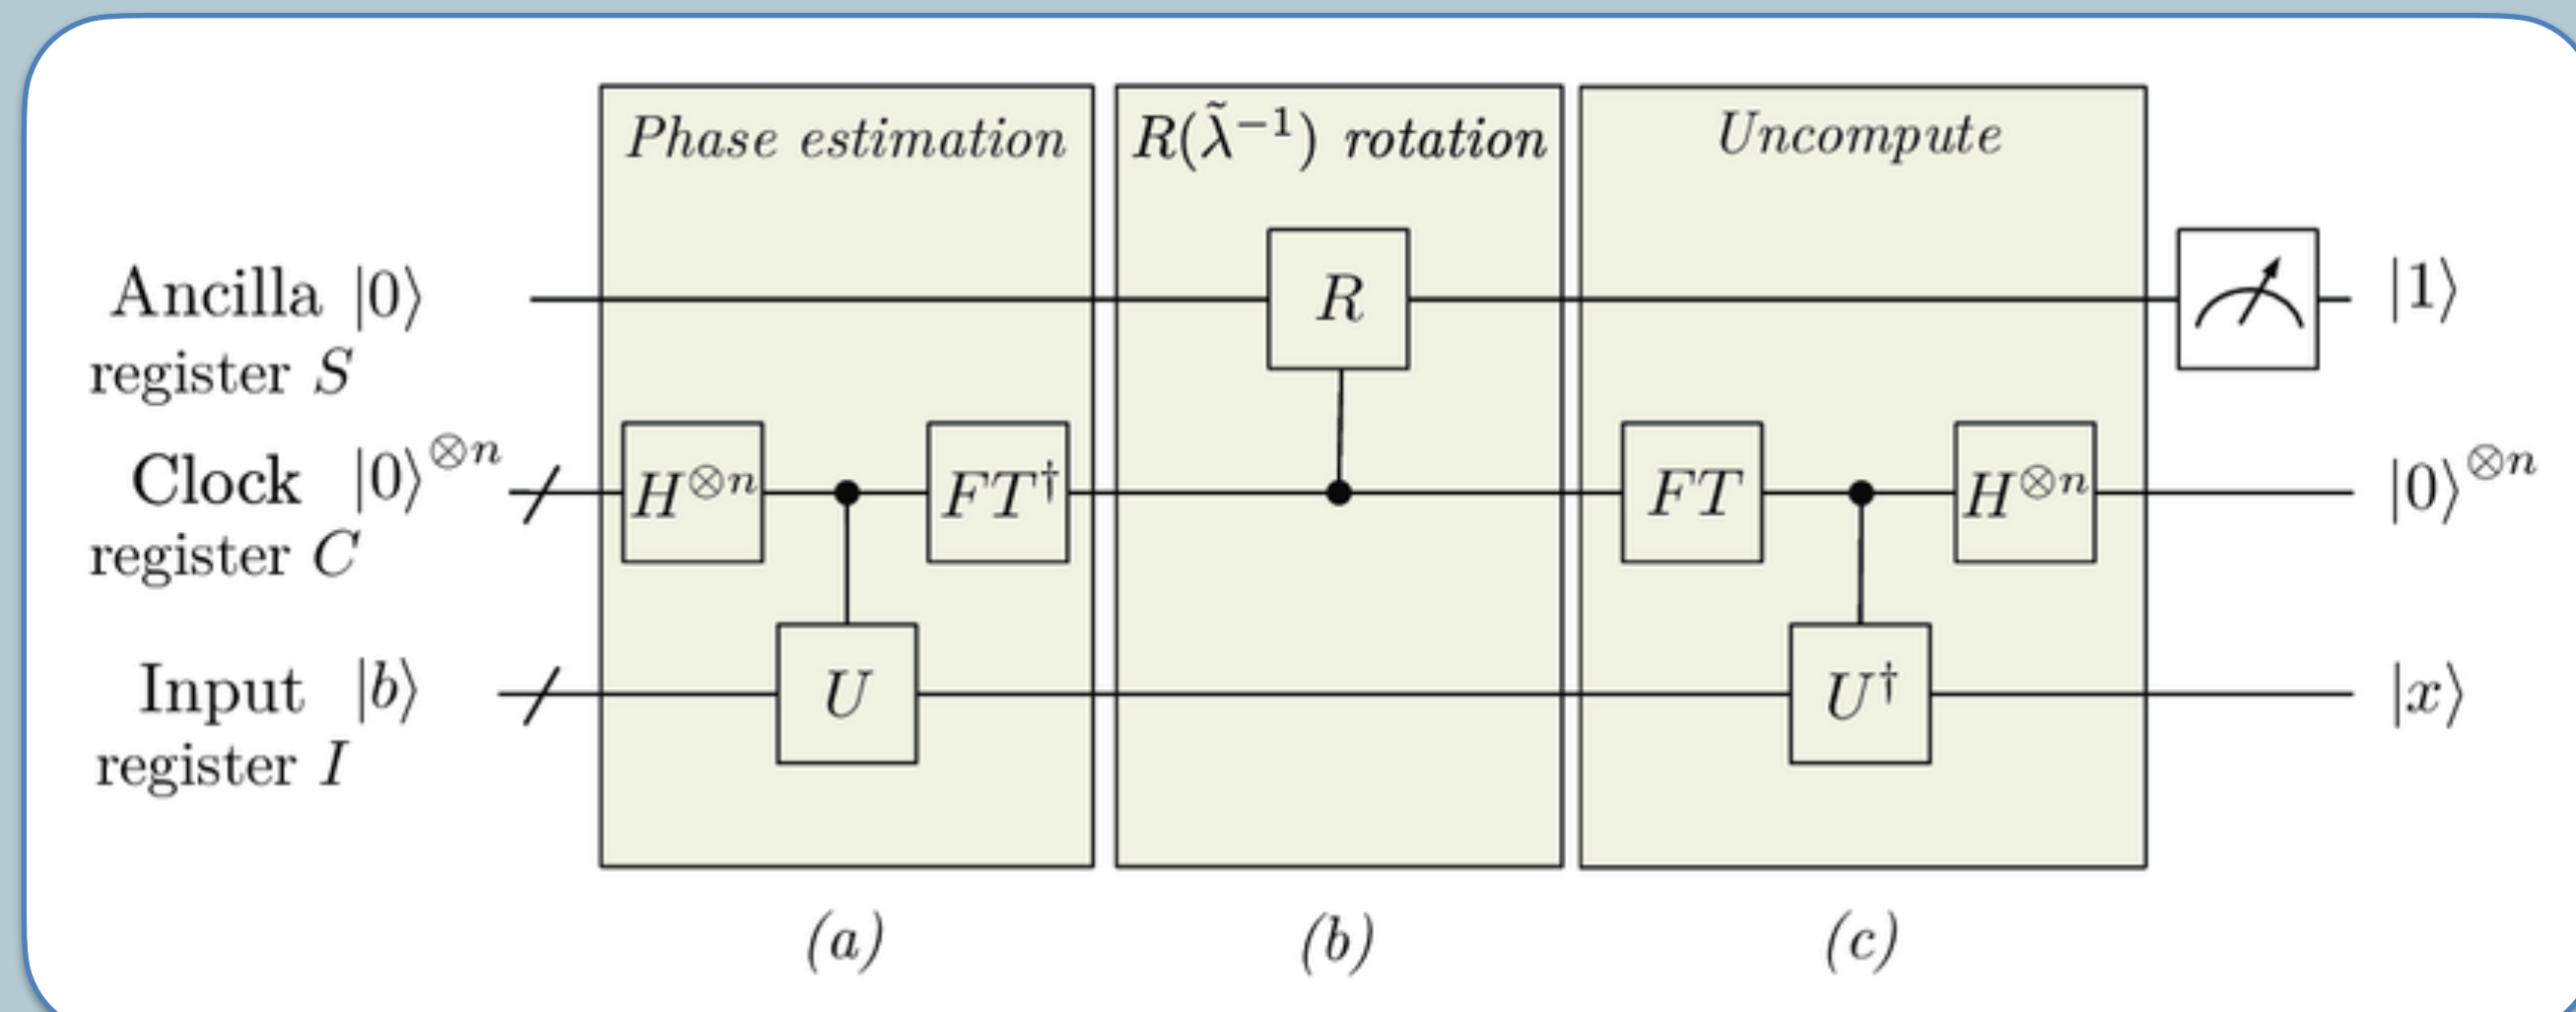 Phase estimation
R(λ̃⁻¹) rotation
Uncompute
Ancilla |0⟩
register S
R
|1⟩
Clock |0⟩⊗n
register C
H⊗n
FT†
FT
H⊗n
|0⟩⊗n
Input |b⟩
register I
U
U†
|x⟩
(a)
(b)
(c)